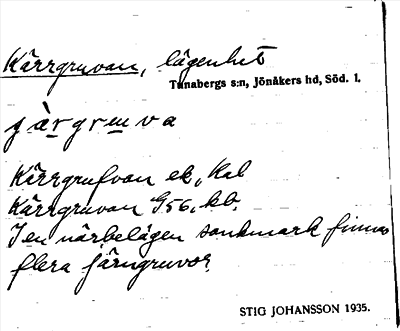 Kärrgruvan, lägenhet
Tunabergs s:n, Jönåkers hd, Söd. l.
Kärrgrufvan ek, Kal
Kärrgruvan G56, kb.
I en närbelägen sankmark finnas
flera järngruvor.
STIG JOHANSSON 1935.